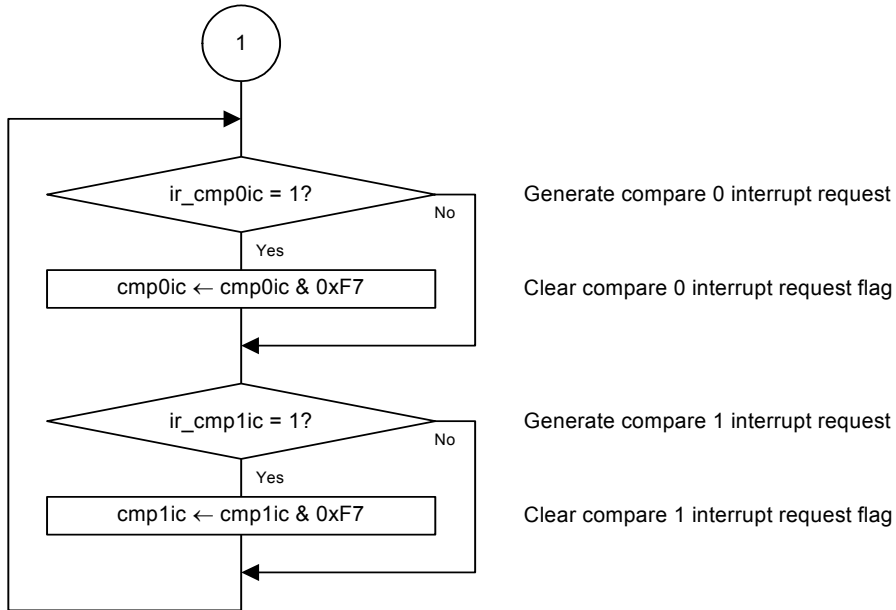 1
ir_cmp0ic = 1?
Generate compare 0 interrupt request
No
Yes
cmp0ic ← cmp0ic & 0xF7
Clear compare 0 interrupt request flag
ir_cmp1ic = 1?
Generate compare 1 interrupt request
No
Yes
cmp1ic ← cmp1ic & 0xF7
Clear compare 1 interrupt request flag